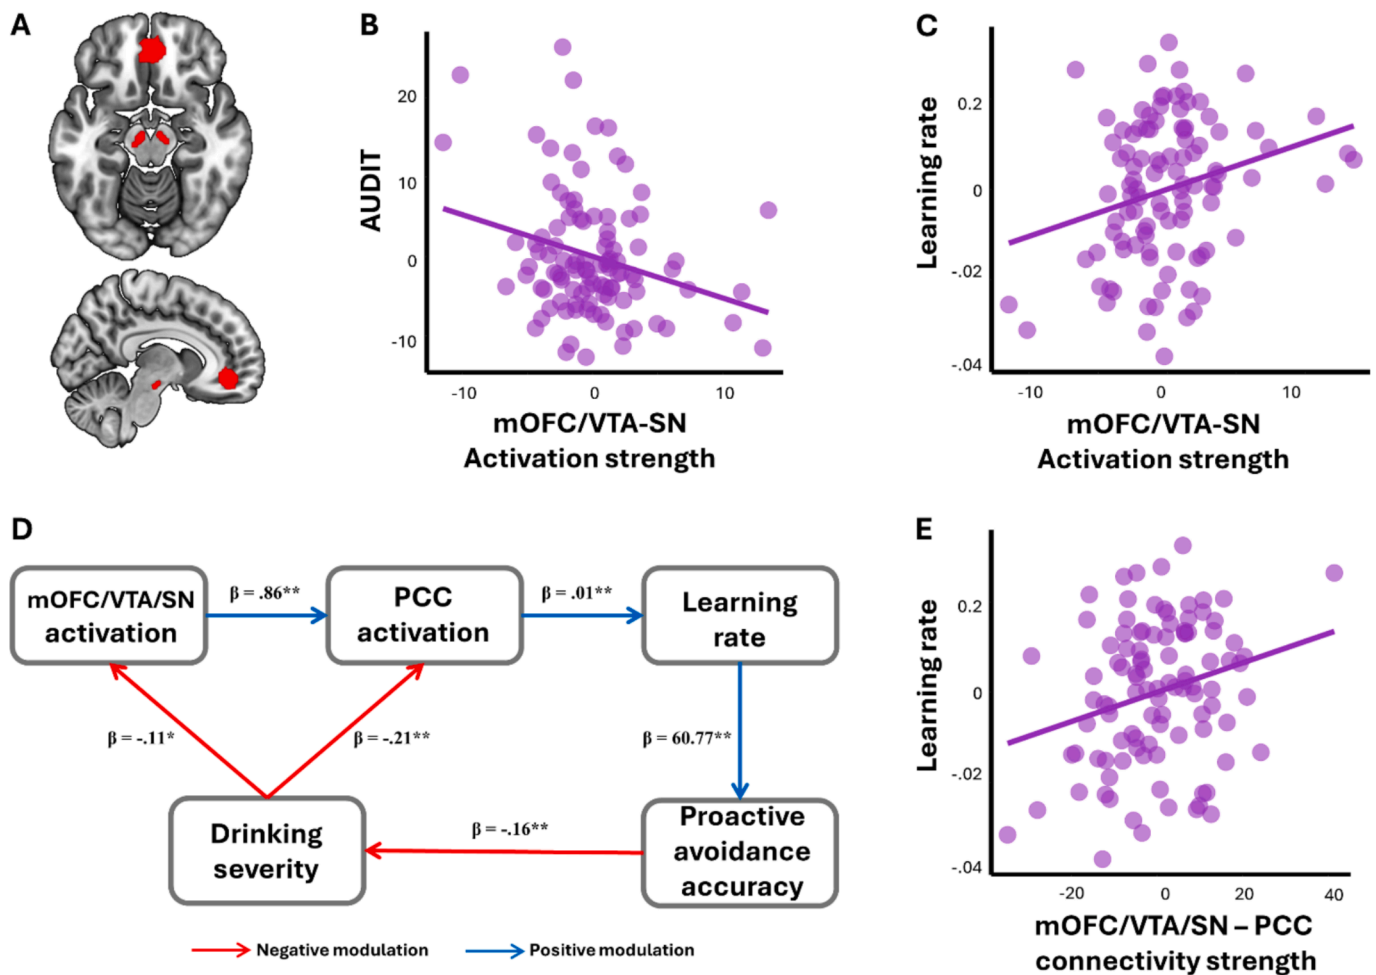 A
B
AUDIT
20
10
0
-10
-10
0
10
mOFC/VTA-SN
Activation strength
C
Learning rate
0.2
0
-.02
-.04
-10
0
10
mOFC/VTA-SN
Activation strength
D
mOFC/VTA/SN
activation
β = .86**
PCC
activation
β = .01**
Learning
rate
β = -.11*
β = -.21**
β = 60.77**
Drinking
severity
β = -.16**
Proactive
avoidance
accuracy
Negative modulation
Positive modulation
E
Learning rate
0.2
0
-.02
-.04
-20
0
20
40
mOFC/VTA/SN – PCC
connectivity strength